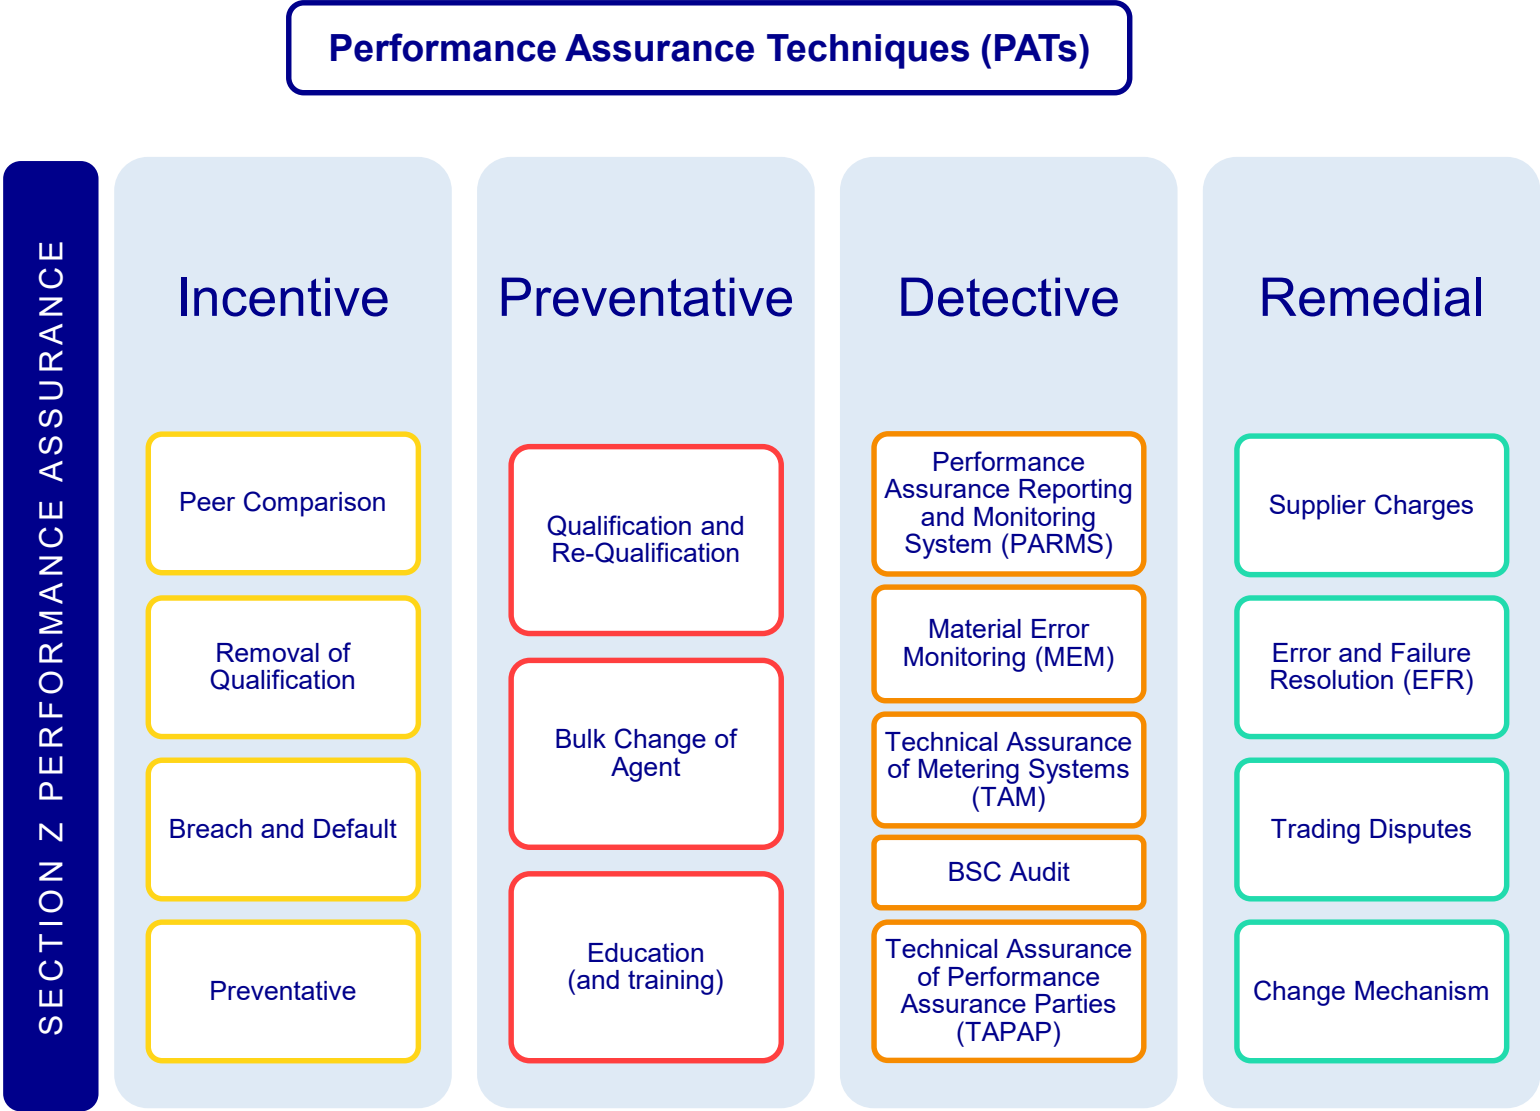 Performance Assurance Techniques (PATs)
SECTION Z PERFORMANCE ASSURANCE
Incentive
Peer Comparison
Removal of
Qualification
Breach and Default
Preventative
Preventative
Qualification and
Re-Qualification
Bulk Change of
Agent
Education
(and training)
Detective
Performance
Assurance Reporting
and Monitoring
System (PARMS)
Material Error
Monitoring (MEM)
Technical Assurance
of Metering Systems
(TAM)
BSC Audit
Technical Assurance
of Performance
Assurance Parties
(TAPAP)
Remedial
Supplier Charges
Error and Failure
Resolution (EFR)
Trading Disputes
Change Mechanism